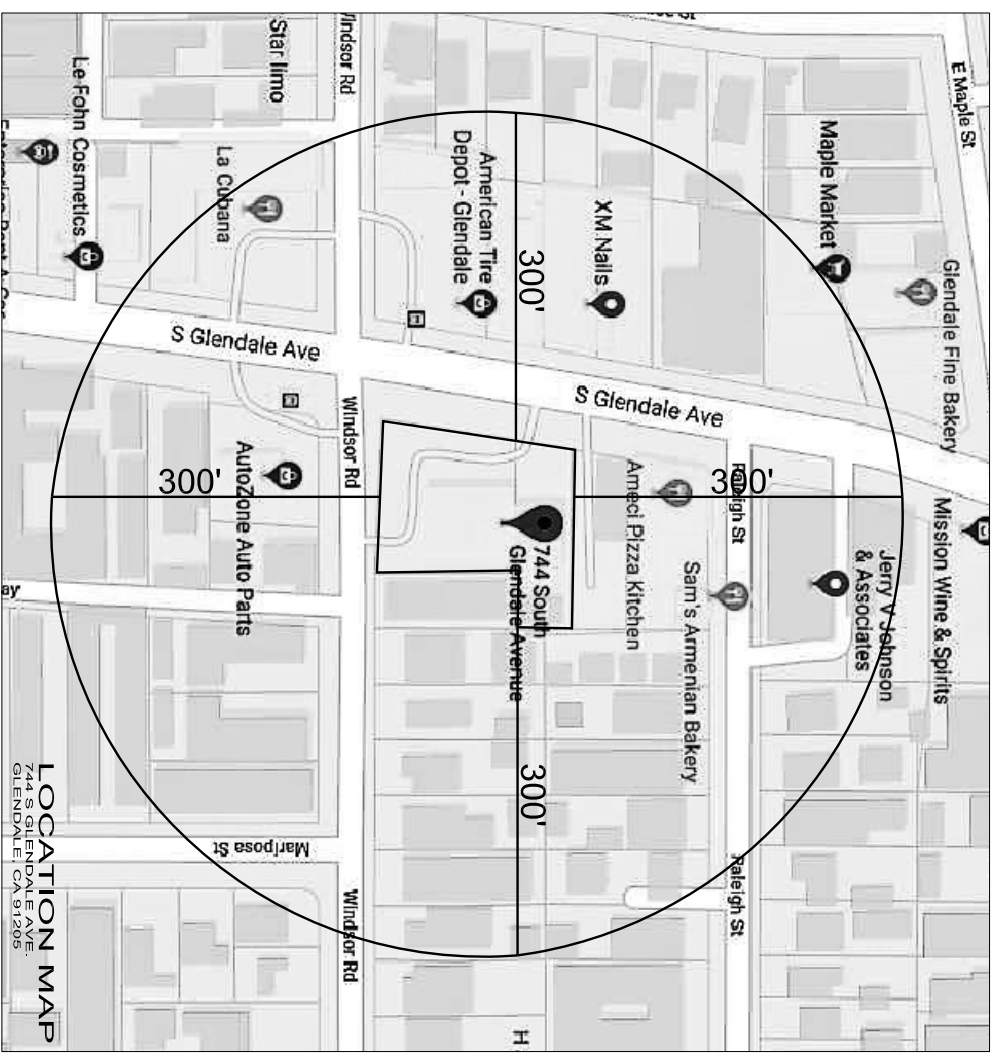 E Maple St
Windsor Rd
Star limo
Le Fohn Cosmetics
La Cubana
American Tire
Depot - Glendale
XM Nails
Maple Market
Glendale Fine Bakery
300'
S Glendale Ave
S Glendale Ave
Windsor Rd
AutoZone Auto Parts
300'
300'
Raleigh St
Ameci Pizza Kitchen
744 South
Glendale Avenue
Sam's Armenian Bakery
Jerry V Johnson
& Associates
Mission Wine & Spirits
300'
Mariposa St
Windsor Rd
Raleigh St
LOCATION MAP
744 S GLENDALE AVE.
GLENDALE, CA 91205